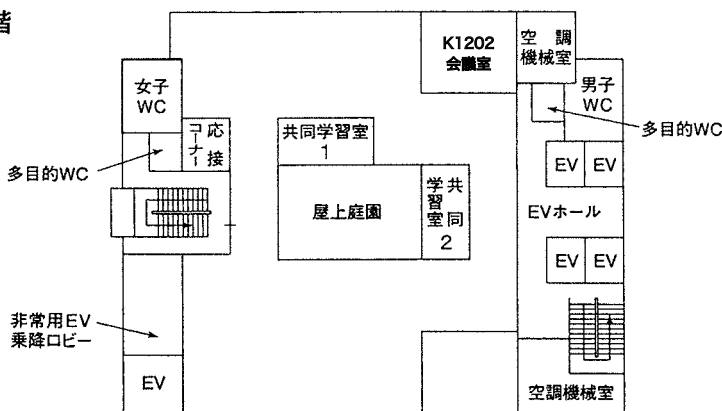 階
K1202
会議室
空調
機械室
女子
WC
男子
WC
多目的WC
応接
コーナー
多目的WC
共同学習室
1
EV EV
屋上庭園
共同
学習室
2
EVホール
EV EV
非常用EV
乗降ロビー
EV
空調機械室